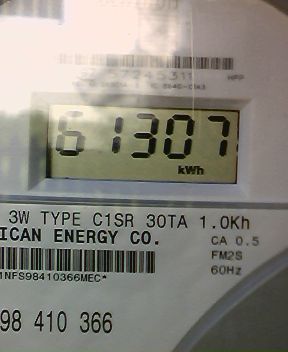 61307
kWh
3W TYPE C1SR 30TA 1.0Kh
ICAN ENERGY CO.
CA 0.5
FM2S
60Hz
1NFS98410366MEC*
98 410 366